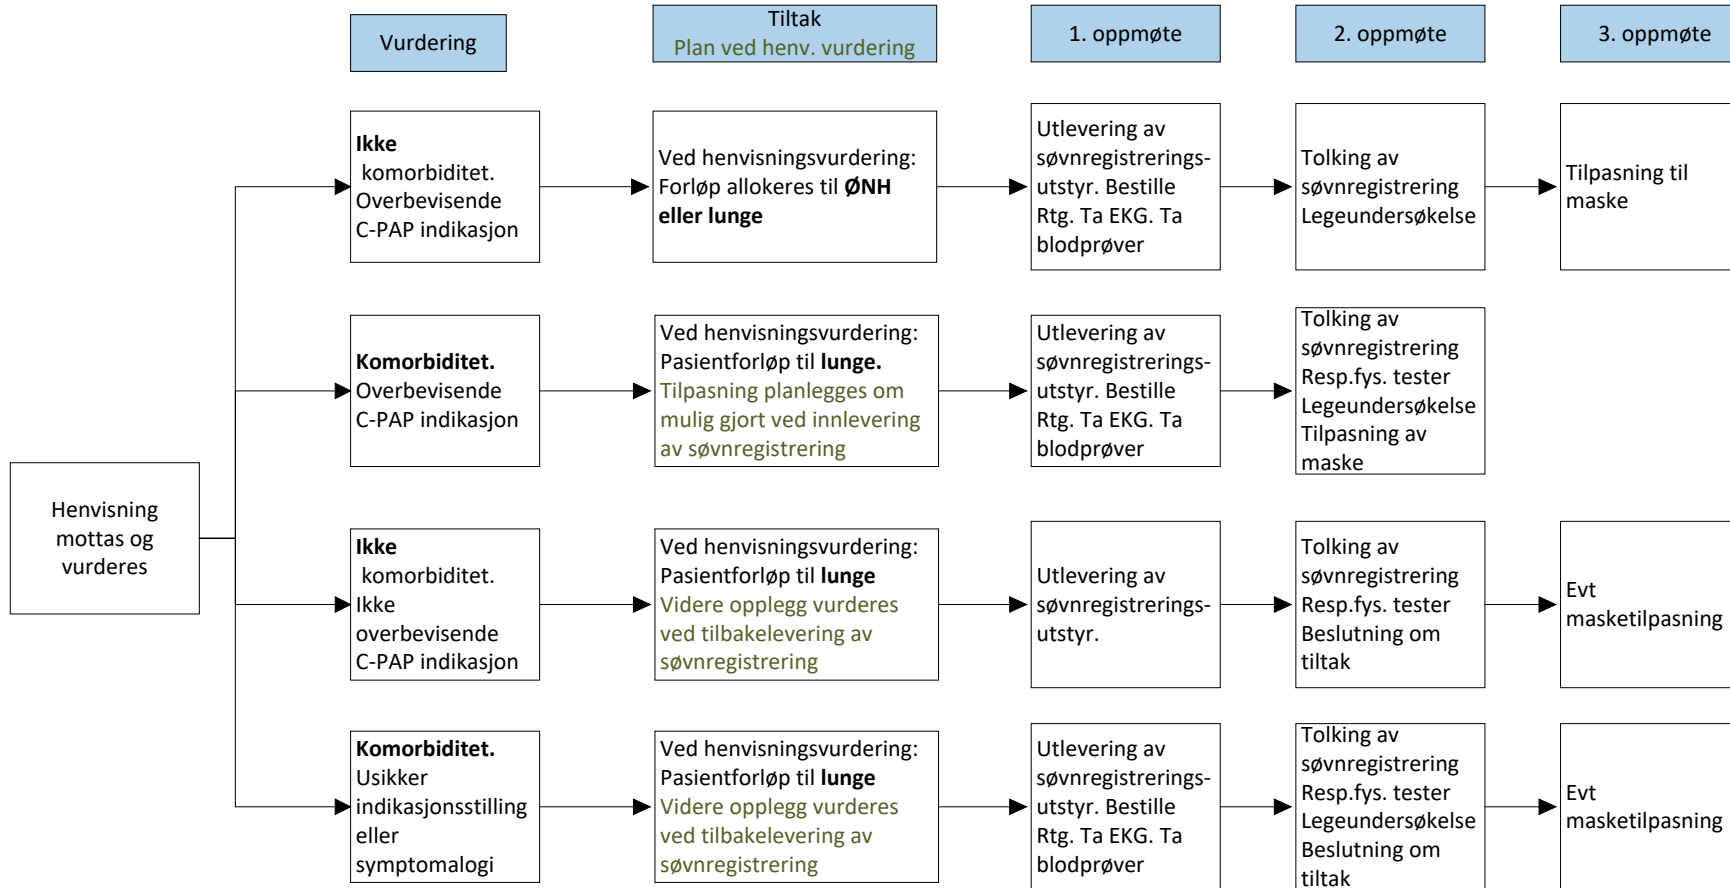 Vurdering
Tiltak
Plan ved henv. vurdering
1. oppmøte
2. oppmøte
3. oppmøte
Henvisning
mottas og
vurderes
Ikke
komorbiditet.
Overbevisende
C-PAP indikasjon
Ved henvisningsvurdering:
Forløp allokeres til ØNH
eller lunge
Utlevering av
søvnregistrerings-
utstyr. Bestille
Rtg. Ta EKG. Ta
blodprøver
Tolking av
søvnregistrering
Legeundersøkelse
Tilpasning til
maske
Komorbiditet.
Overbevisende
C-PAP indikasjon
Ved henvisningsvurdering:
Pasientforløp til lunge.
Tilpasning planlegges om
mulig gjort ved innlevering
av søvnregistrering
Utlevering av
søvnregistrerings-
utstyr. Bestille
Rtg. Ta EKG. Ta
blodprøver
Tolking av
søvnregistrering
Resp.fys. tester
Legeundersøkelse
Tilpasning av
maske
Ikke
komorbiditet.
Ikke
overbevisende
C-PAP indikasjon
Ved henvisningsvurdering:
Pasientforløp til lunge
Videre opplegg vurderes
ved tilbakelevering av
søvnregistrering
Utlevering av
søvnregistrerings-
utstyr.
Tolking av
søvnregistrering
Resp.fys. tester
Beslutning om
tiltak
Evt
masketilpasning
Komorbiditet.
Usikker
indikasjonsstilling
eller
symptomalogi
Ved henvisningsvurdering:
Pasientforløp til lunge
Videre opplegg vurderes
ved tilbakelevering av
søvnregistrering
Utlevering av
søvnregistrerings-
utstyr. Bestille
Rtg. Ta EKG. Ta
blodprøver
Tolking av
søvnregistrering
Resp.fys. tester
Legeundersøkelse
Beslutning om
tiltak
Evt
masketilpasning